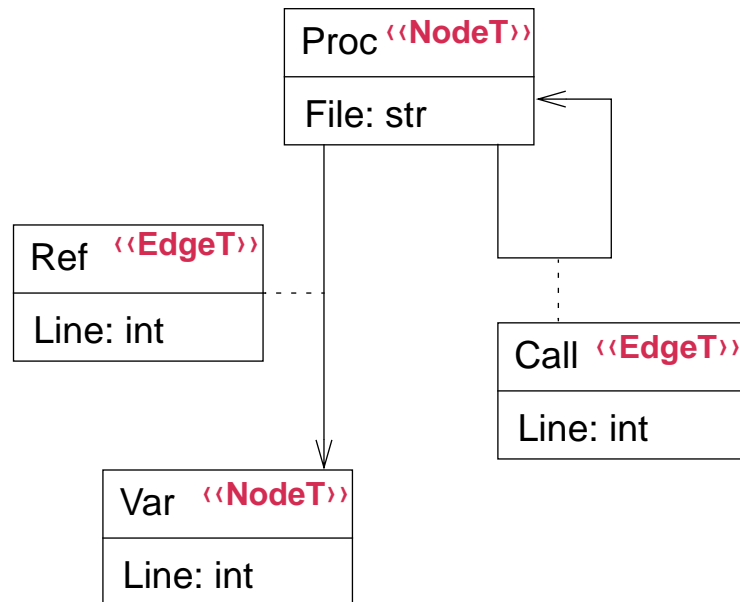 Proc ‹‹NodeT››
File: str
Ref ‹‹EdgeT››
Line: int
Call ‹‹EdgeT››
Line: int
Var ‹‹NodeT››
Line: int